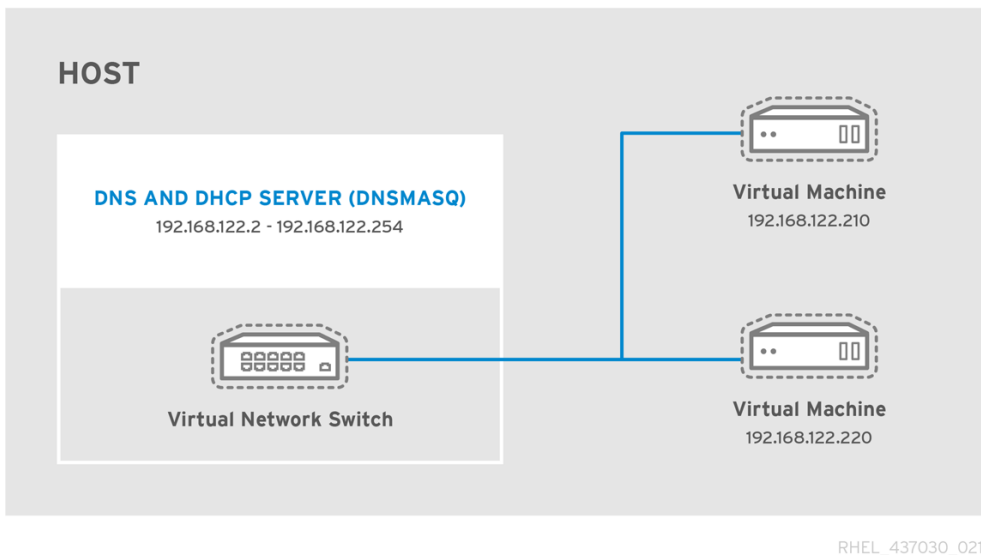 HOST
DNS AND DHCP SERVER (DNSMASQ)
192.168.122.2 - 192.168.122.254
Virtual Network Switch
Virtual Machine
192.168.122.210
Virtual Machine
192.168.122.220
RHEL_437030_021